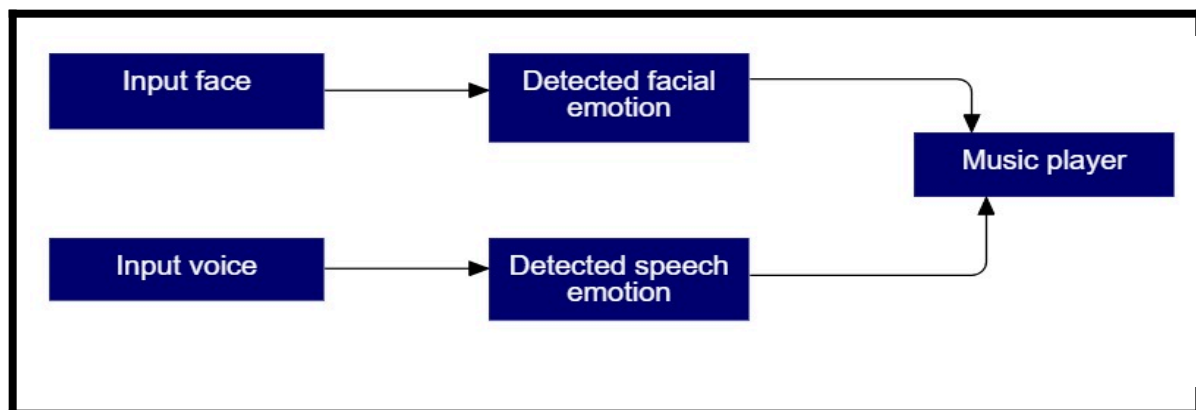 Input face
Detected facial
emotion
Music player
Input voice
Detected speech
emotion